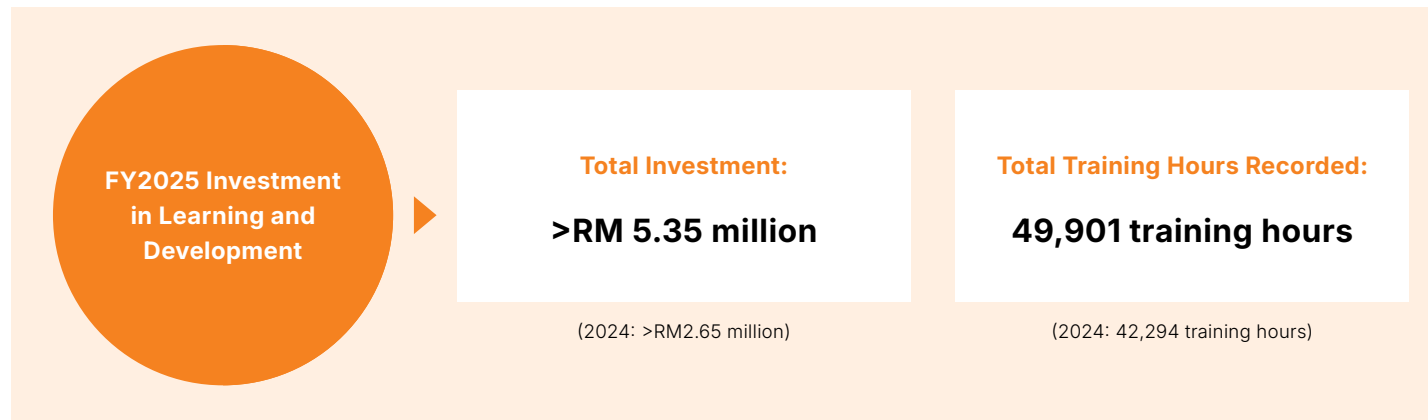 FY2025 Investment
in Learning and
Development
Total Investment:
>RM 5.35 million
(2024: >RM2.65 million)
Total Training Hours Recorded:
49,901 training hours
(2024: 42,294 training hours)